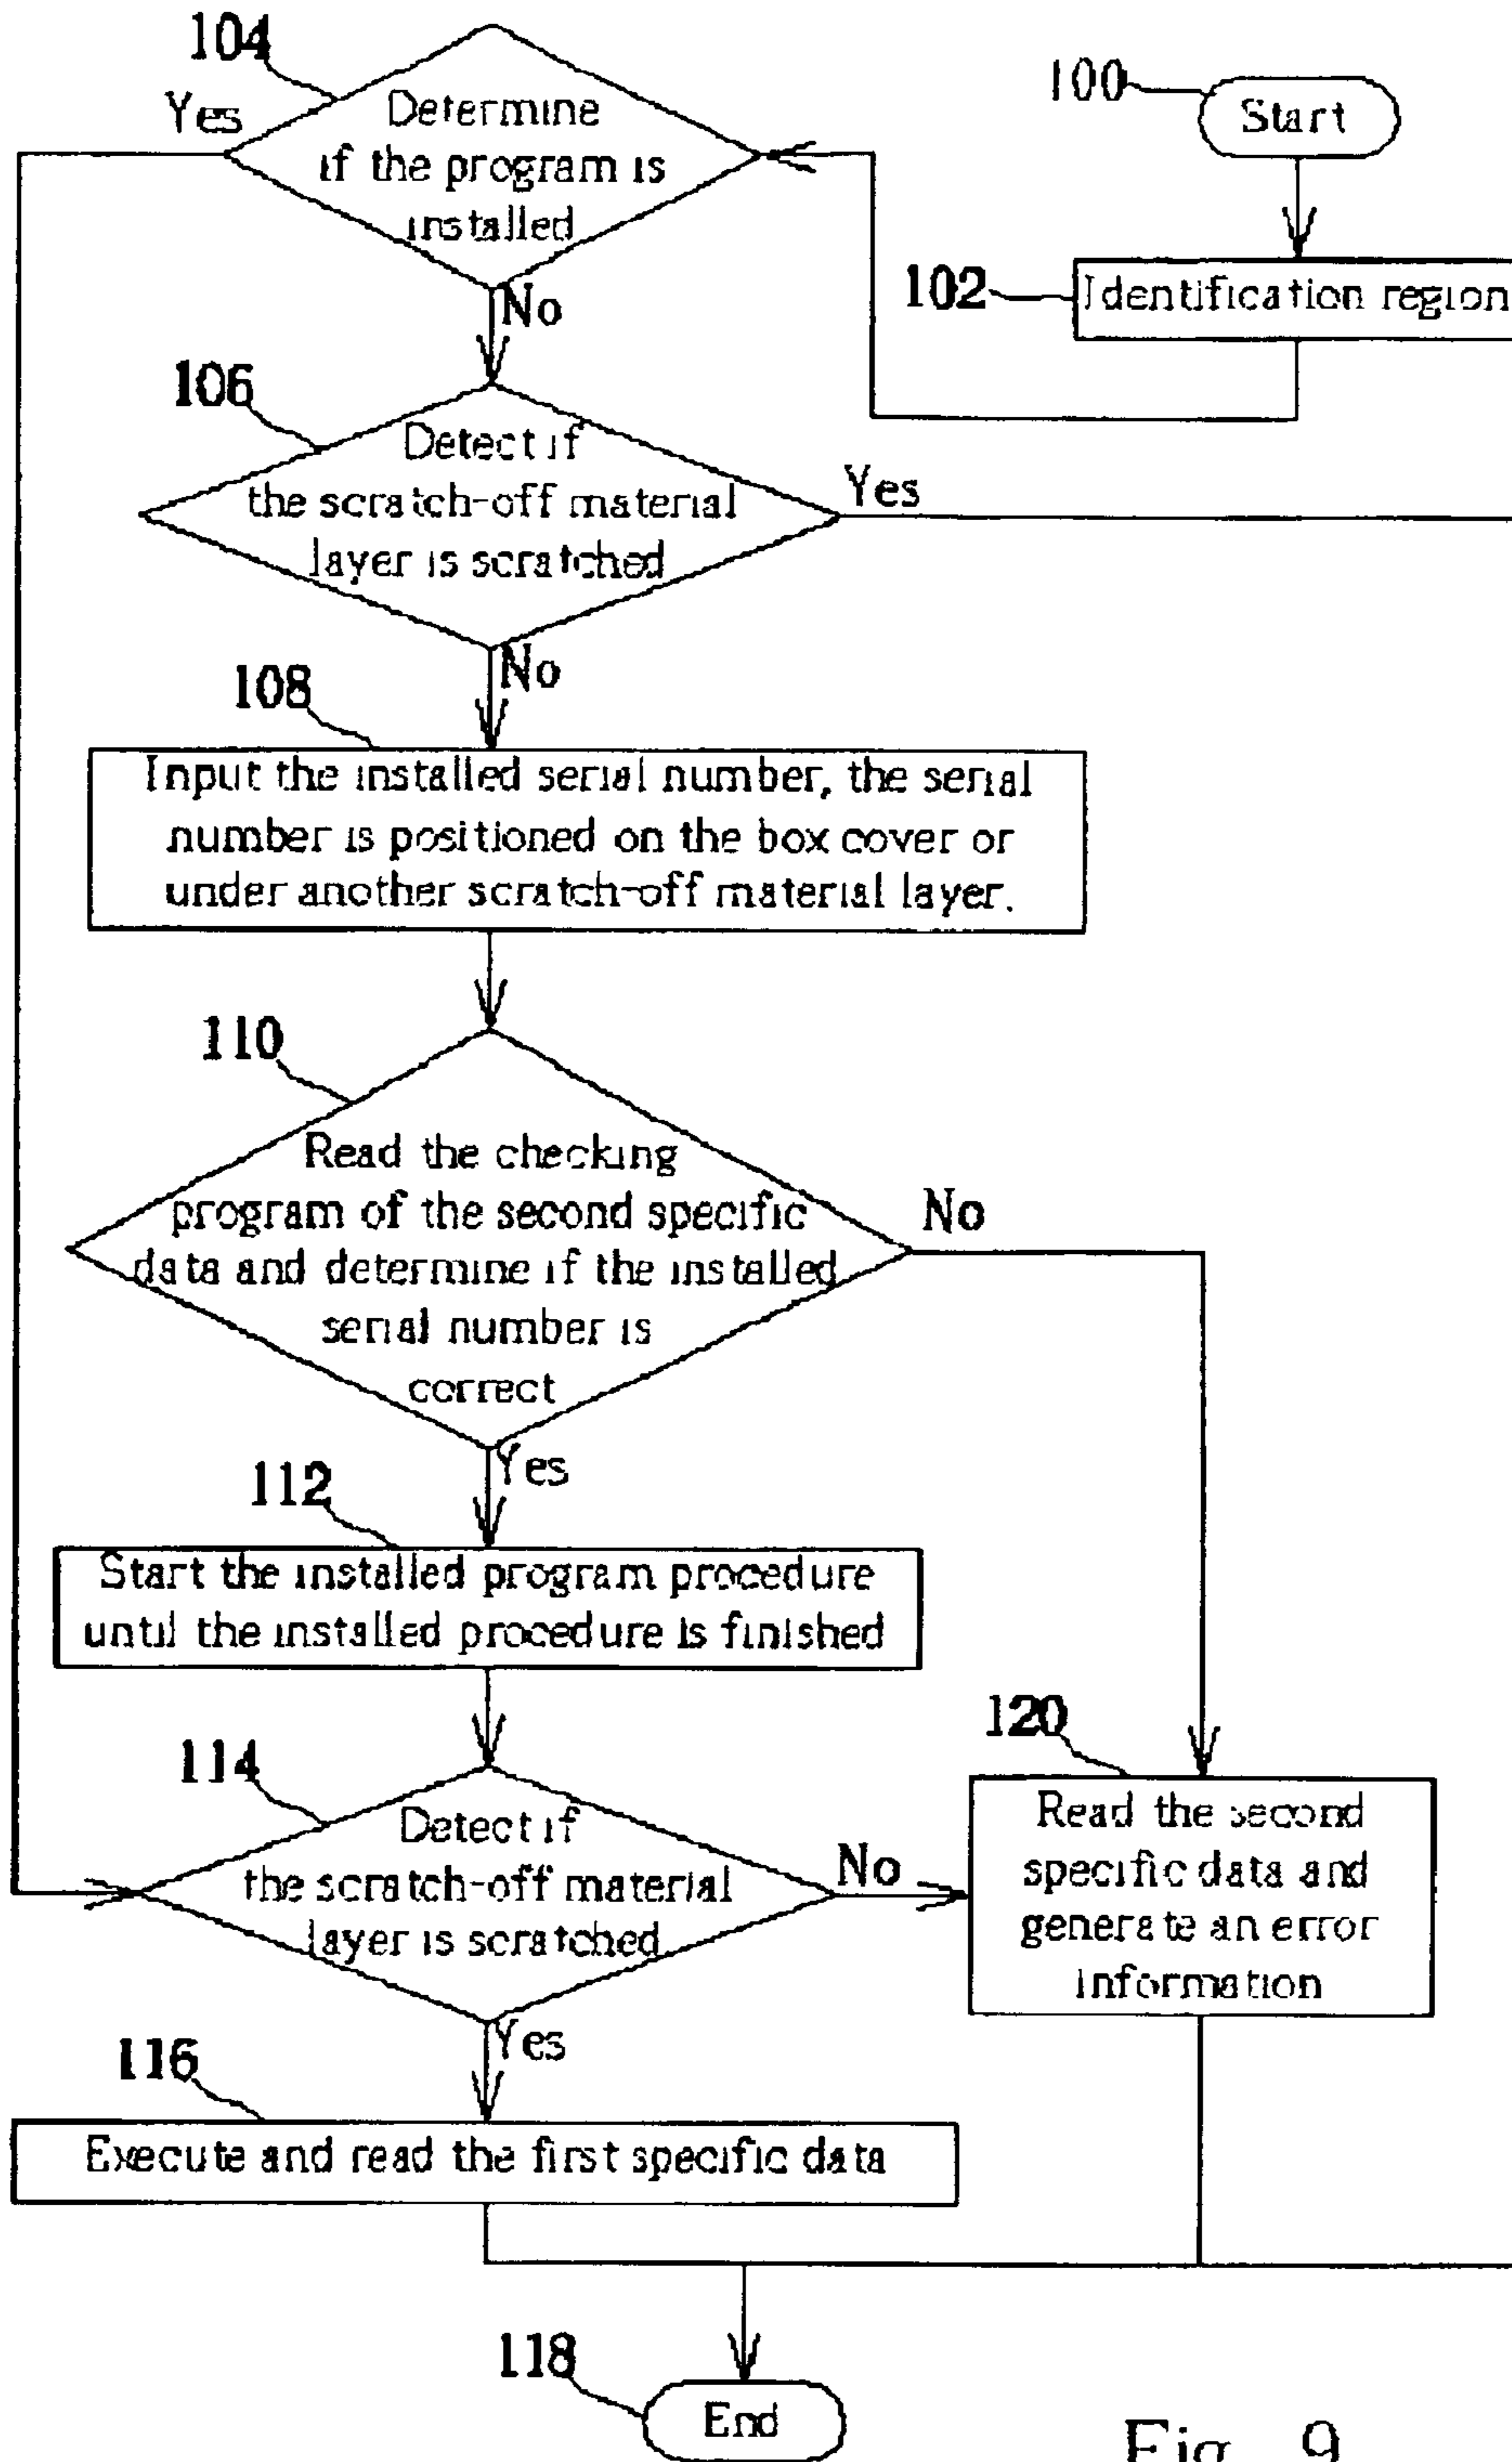 100
Start
102
Identification region
104
Yes
Determine
if the program is
installed
No
106
Detect if
the scratch-off material
layer is scratched
Yes
No
108
Input the installed serial number, the serial
number is positioned on the box cover or
under another scratch-off material layer.
110
Read the checking
program of the second specific
data and determine if the installed
serial number is
correct
No
Yes
112
Start the installed program procedure
until the installed procedure is finished
114
Detect if
the scratch-off material
layer is scratched
No
120
Read the second
specific data and
generate an error
information
Yes
116
Execute and read the first specific data
118
End
Fig. 9